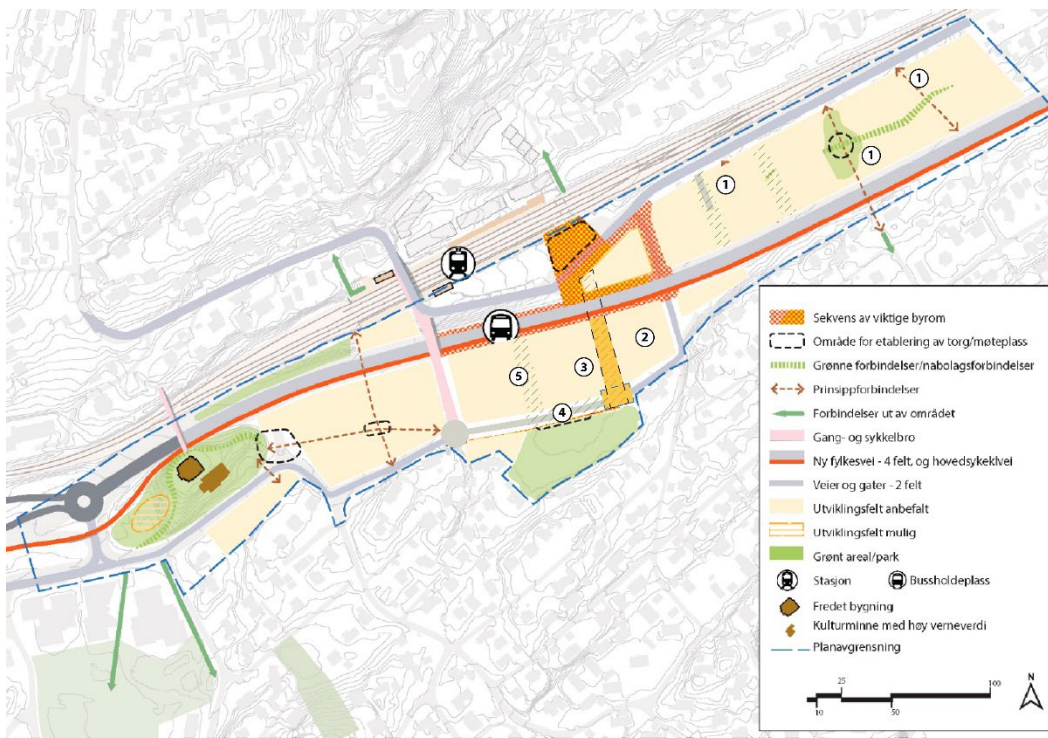 1
1
1
1
2
3
5
4
Sekvens av viktige byrom
Område for etablering av torg/møteplass
Grønne forbindelser/nabolagsforbindelser
Prinsippforbindelser
Forbindelser ut av området
Gang- og sykkelbro
Ny fylkesvei - 4 felt, og hovedsykeklvei
Veier og gater - 2 felt
Utviklingsfelt anbefalt
Utviklingsfelt mulig
Grønt areal/park
Stasjon
Bussholdeplass
Fredet bygning
Kulturminne med høy verneverdi
Planavgrensning
25
100
10
50
N